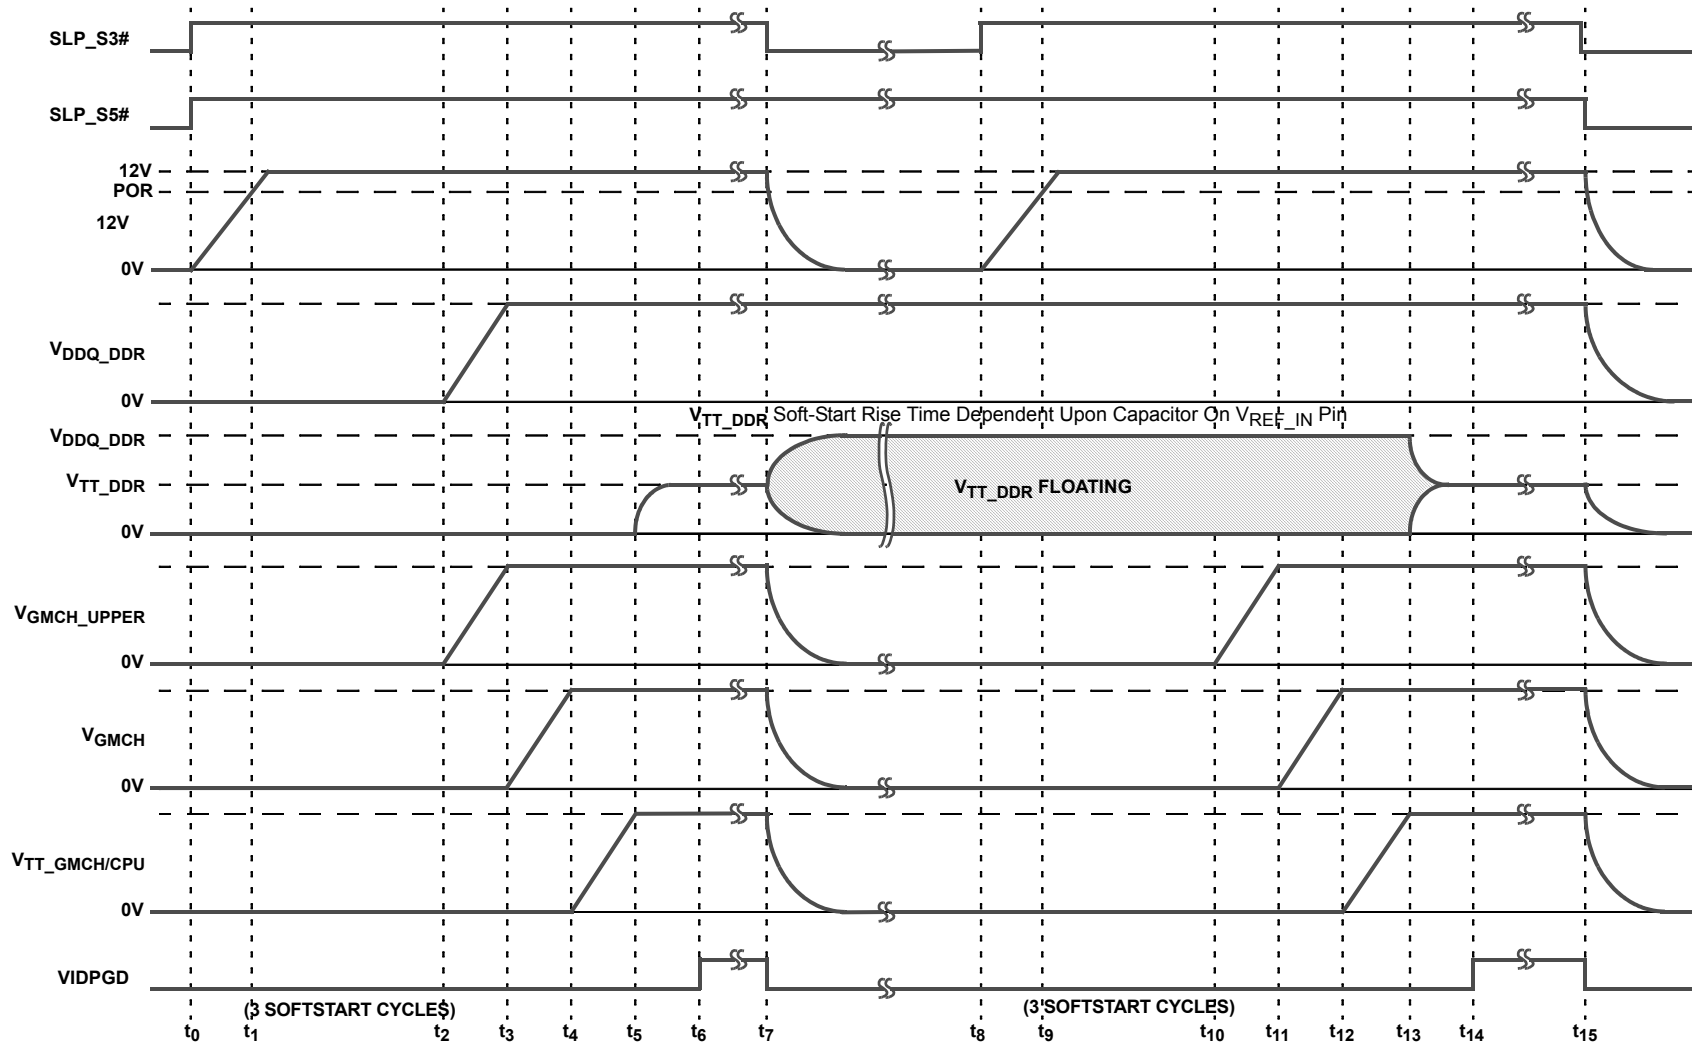 SLP_S3#
SLP_S5#
12V
POR
12V
0V
VDDQ_DDR
0V
VTT_DDR Soft-Start Rise Time Dependent Upon Capacitor On VREF_IN Pin
VDDQ_DDR
VTT_DDR
VTT_DDR FLOATING
0V
VGMCH_UPPER
0V
VGMCH
0V
VTT_GMCH/CPU
0V
VIDPGD
(3 SOFTSTART CYCLES) (3 SOFTSTART CYCLES)
t0 t1 t2 t3 t4 t5 t6 t7 t8 t9 t10 t11 t12 t13 t14 t15